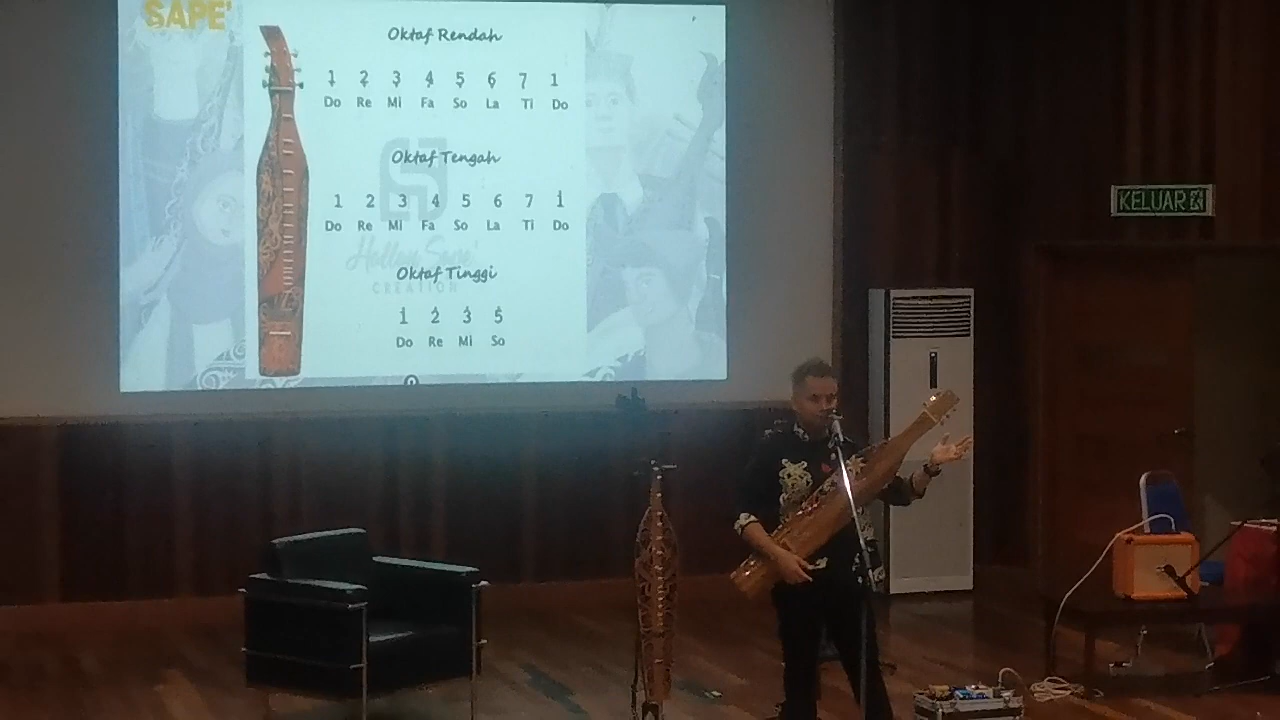 SAPE'
Oktaf Rendah
1 2 3 4 5 6 7 1
Do Re Mi Fa So La Ti Do
Oktaf Tengah
1 2 3 4 5 6 7 i
Do Re Mi Fa So La Ti Do
Oktaf Tinggi
i 2 3 5
Do Re Mi So
CREATION
KELUAR